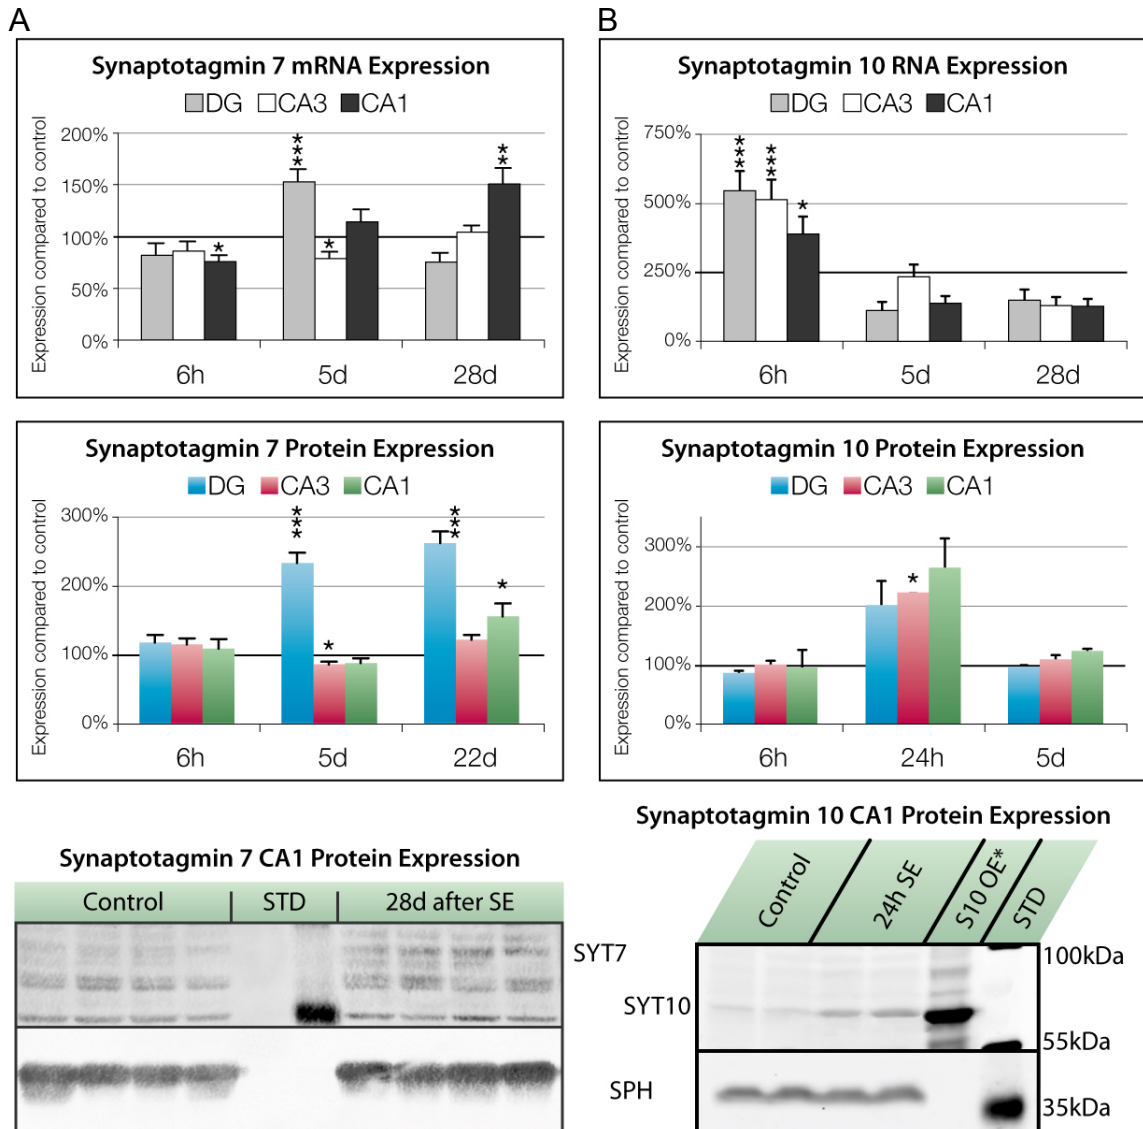 A
Synaptotagmin 7 mRNA Expression
DG CA3 CA1
Expression compared to control
200%
150%
100%
50%
0%
***
*
*
**
6h 5d 28d
B
Synaptotagmin 10 RNA Expression
DG CA3 CA1
Expression compared to control
750%
500%
250%
0%
***
***
*
6h 5d 28d
Synaptotagmin 7 Protein Expression
DG CA3 CA1
Expression compared to control
300%
200%
100%
0%
***
*
***
*
6h 5d 22d
Synaptotagmin 10 Protein Expression
DG CA3 CA1
Expression compared to control
300%
200%
100%
0%
*
6h 24h 5d
Synaptotagmin 7 CA1 Protein Expression
Control STD 28d after SE
SYT7
Synaptotagmin 10 CA1 Protein Expression
Control 24h SE S10 OE* STD
SYT10
SPH
100kDa
55kDa
35kDa